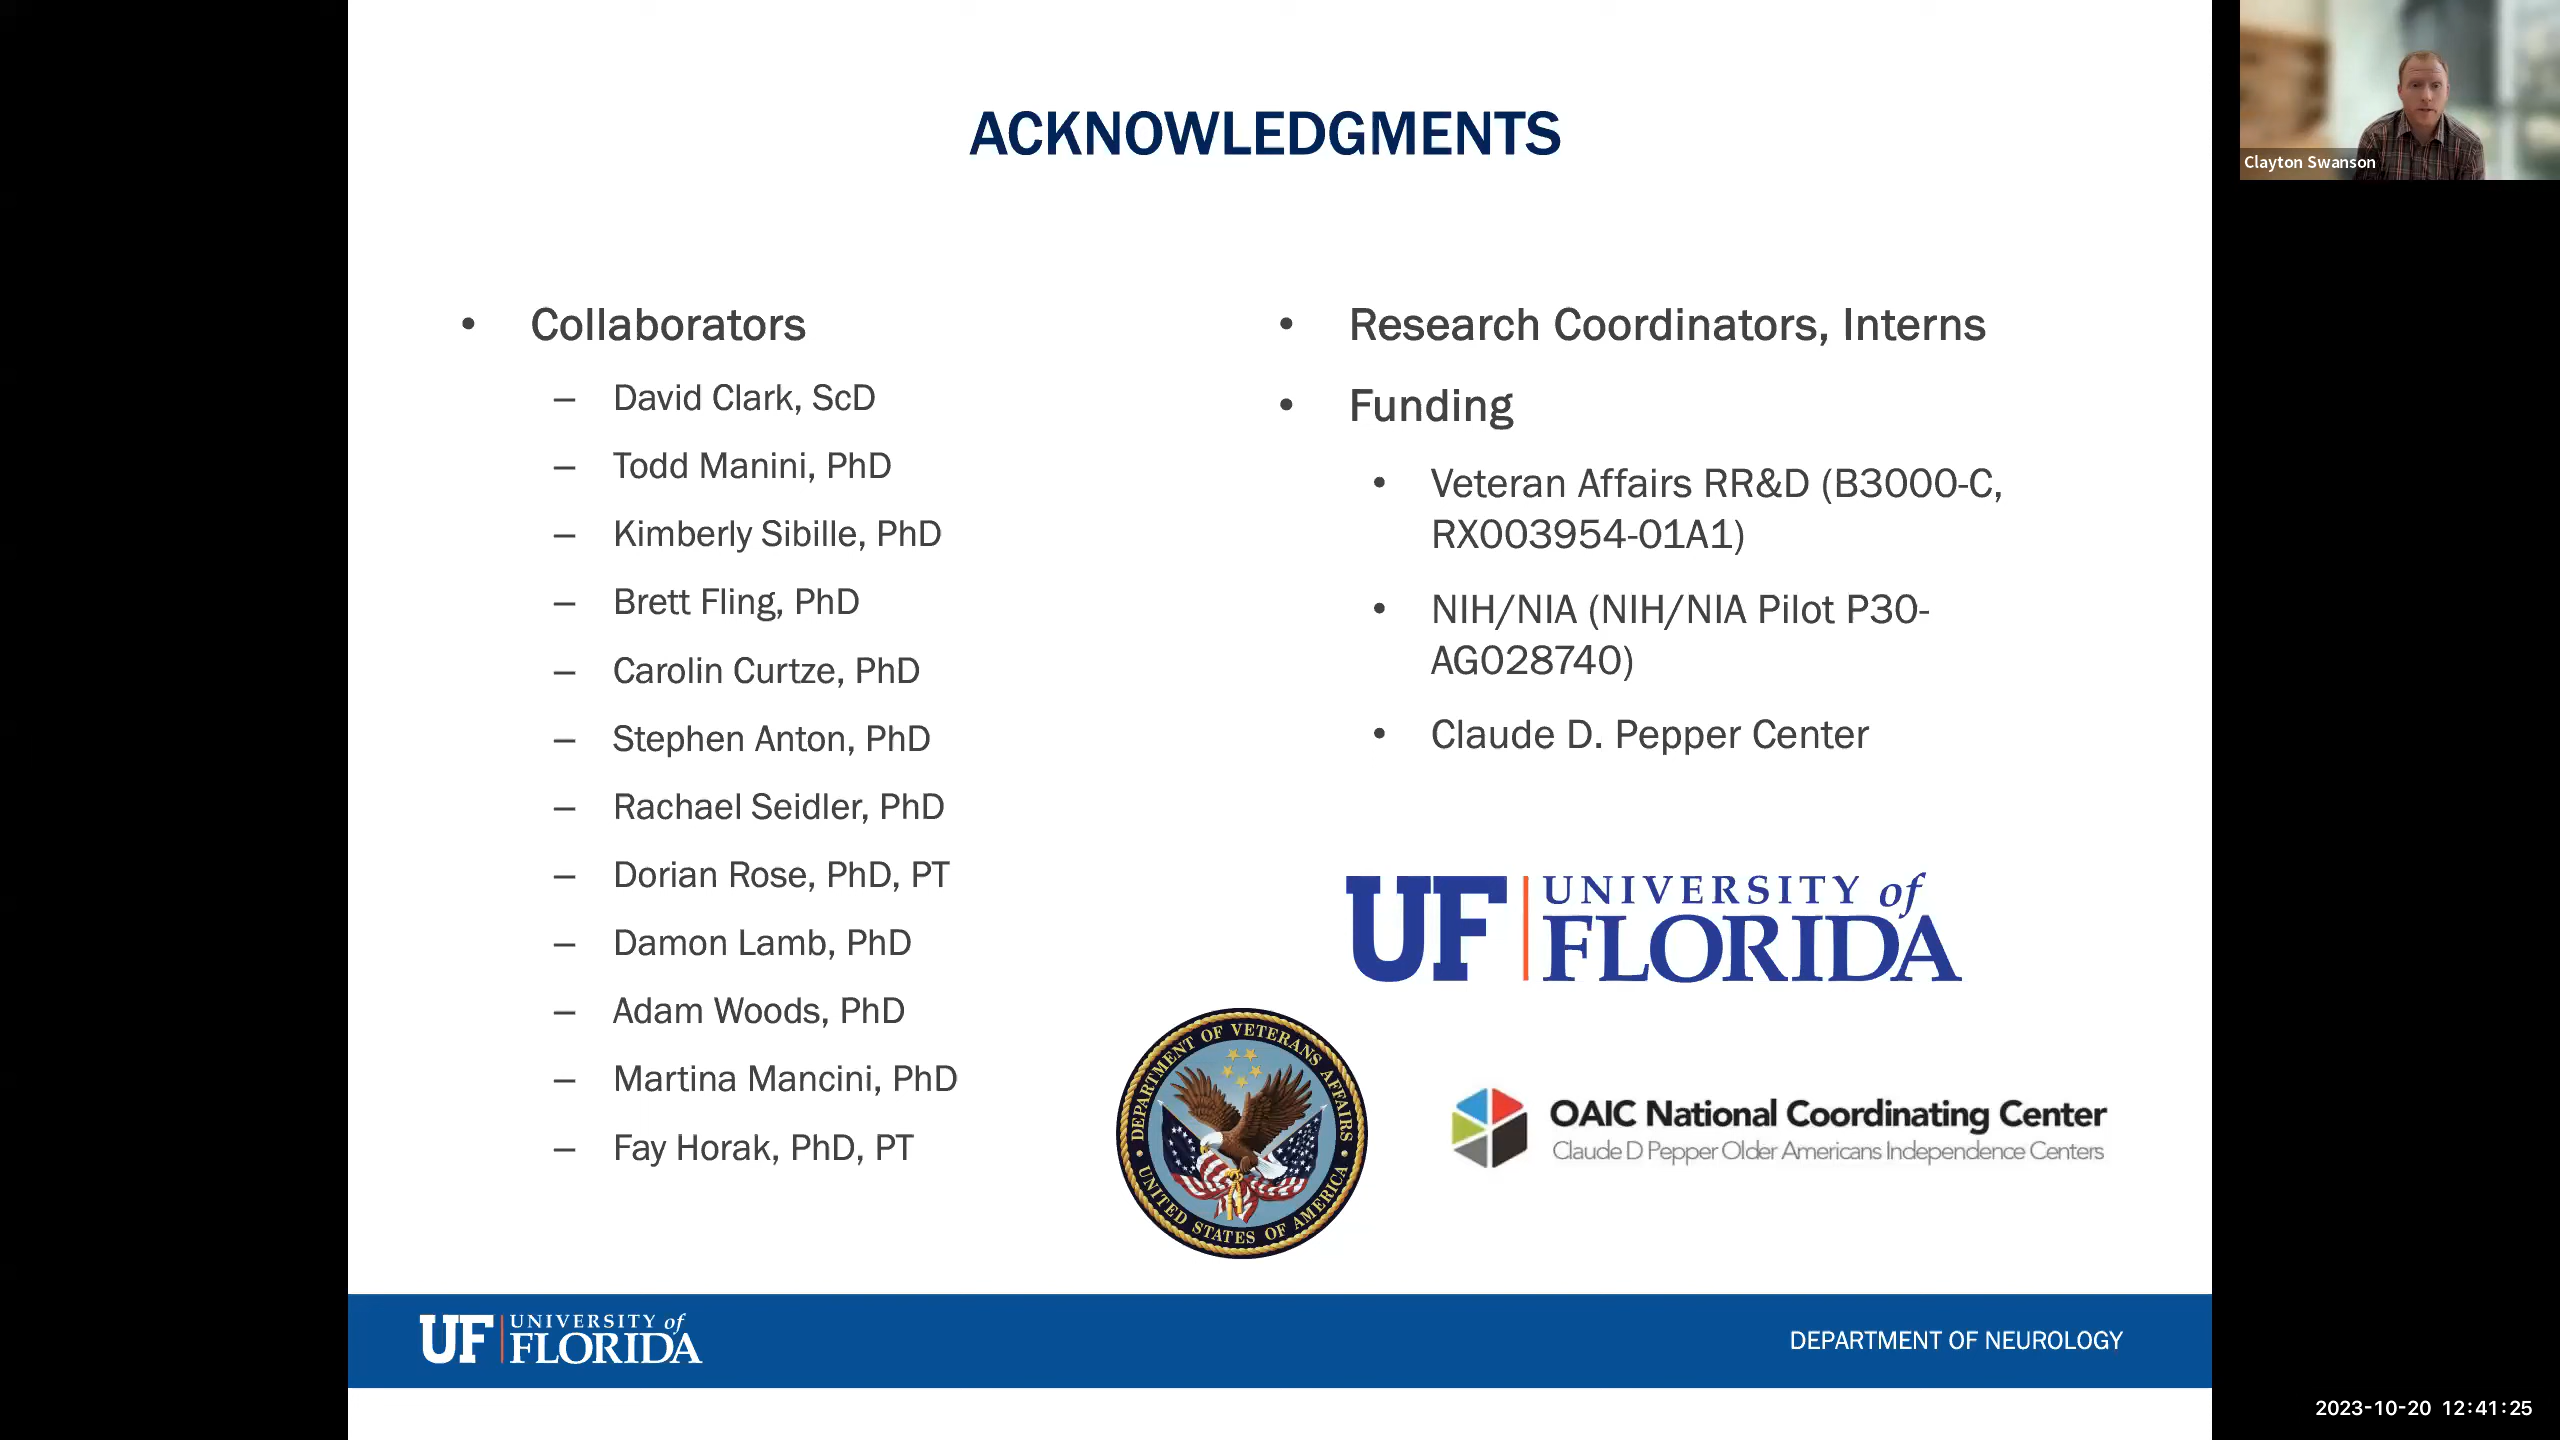 ACKNOWLEDGMENTS
• Collaborators
– David Clark, ScD
– Todd Manini, PhD
– Kimberly Sibille, PhD
– Brett Fling, PhD
– Carolin Curtze, PhD
– Stephen Anton, PhD
– Rachael Seidler, PhD
– Dorian Rose, PhD, PT
– Damon Lamb, PhD
– Adam Woods, PhD
– Martina Mancini, PhD
– Fay Horak, PhD, PT
• Research Coordinators, Interns
• Funding
• Veteran Affairs RR&D (B3000-C,
RX003954-01A1)
• NIH/NIA (NIH/NIA Pilot P30-
AG028740)
• Claude D. Pepper Center
UF UNIVERSITY of
FLORIDA
DEPARTMENT OF VETERANS AFFAIRS
UNITED STATES OF AMERICA
OAIC National Coordinating Center
Claude D Pepper Older Americans Independence Centers
UF UNIVERSITY of
FLORIDA
DEPARTMENT OF NEUROLOGY
Clayton Swanson
2023-10-20 12:41:25